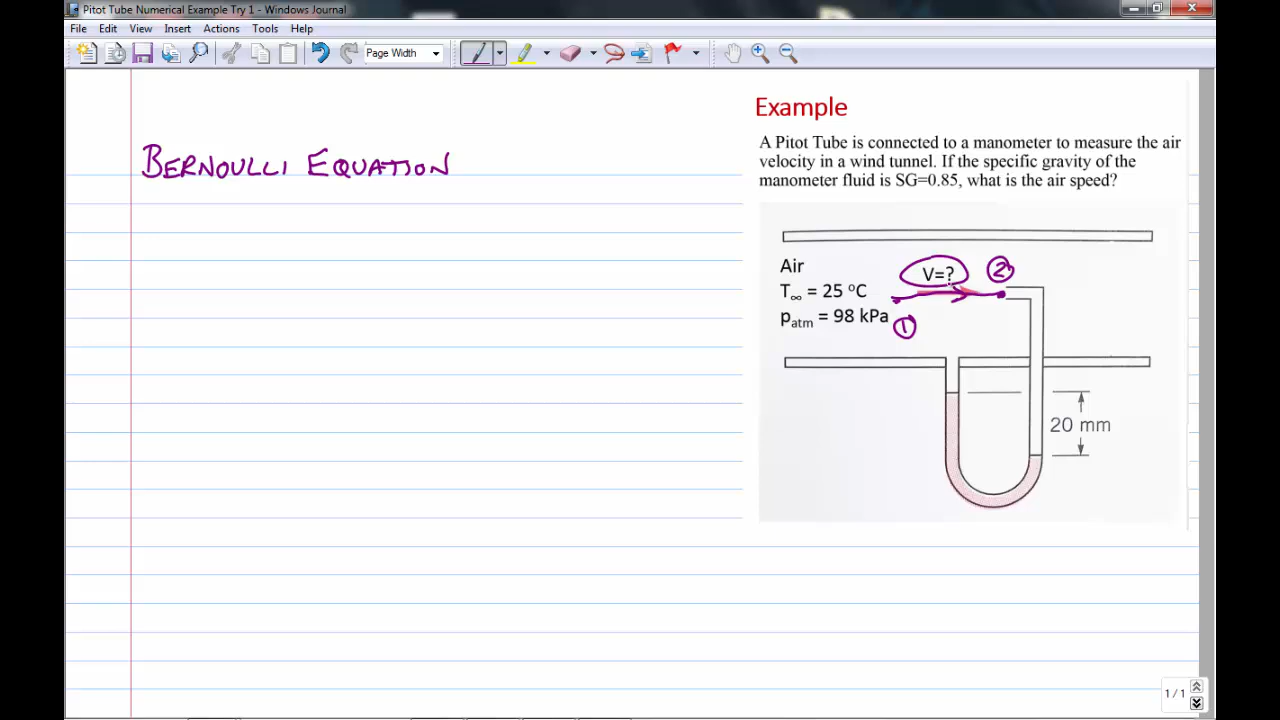 Pitot Tube Numerical Example Try 1 - Windows Journal
File Edit View Insert Actions Tools Help
Page Width
Example
A Pitot Tube is connected to a manometer to measure the air
velocity in a wind tunnel. If the specific gravity of the
manometer fluid is SG=0.85, what is the air speed?
BERNOULLI EQUATION
Air
V=?
2
T∞ = 25 °C
patm = 98 kPa
1
20 mm
1 / 1